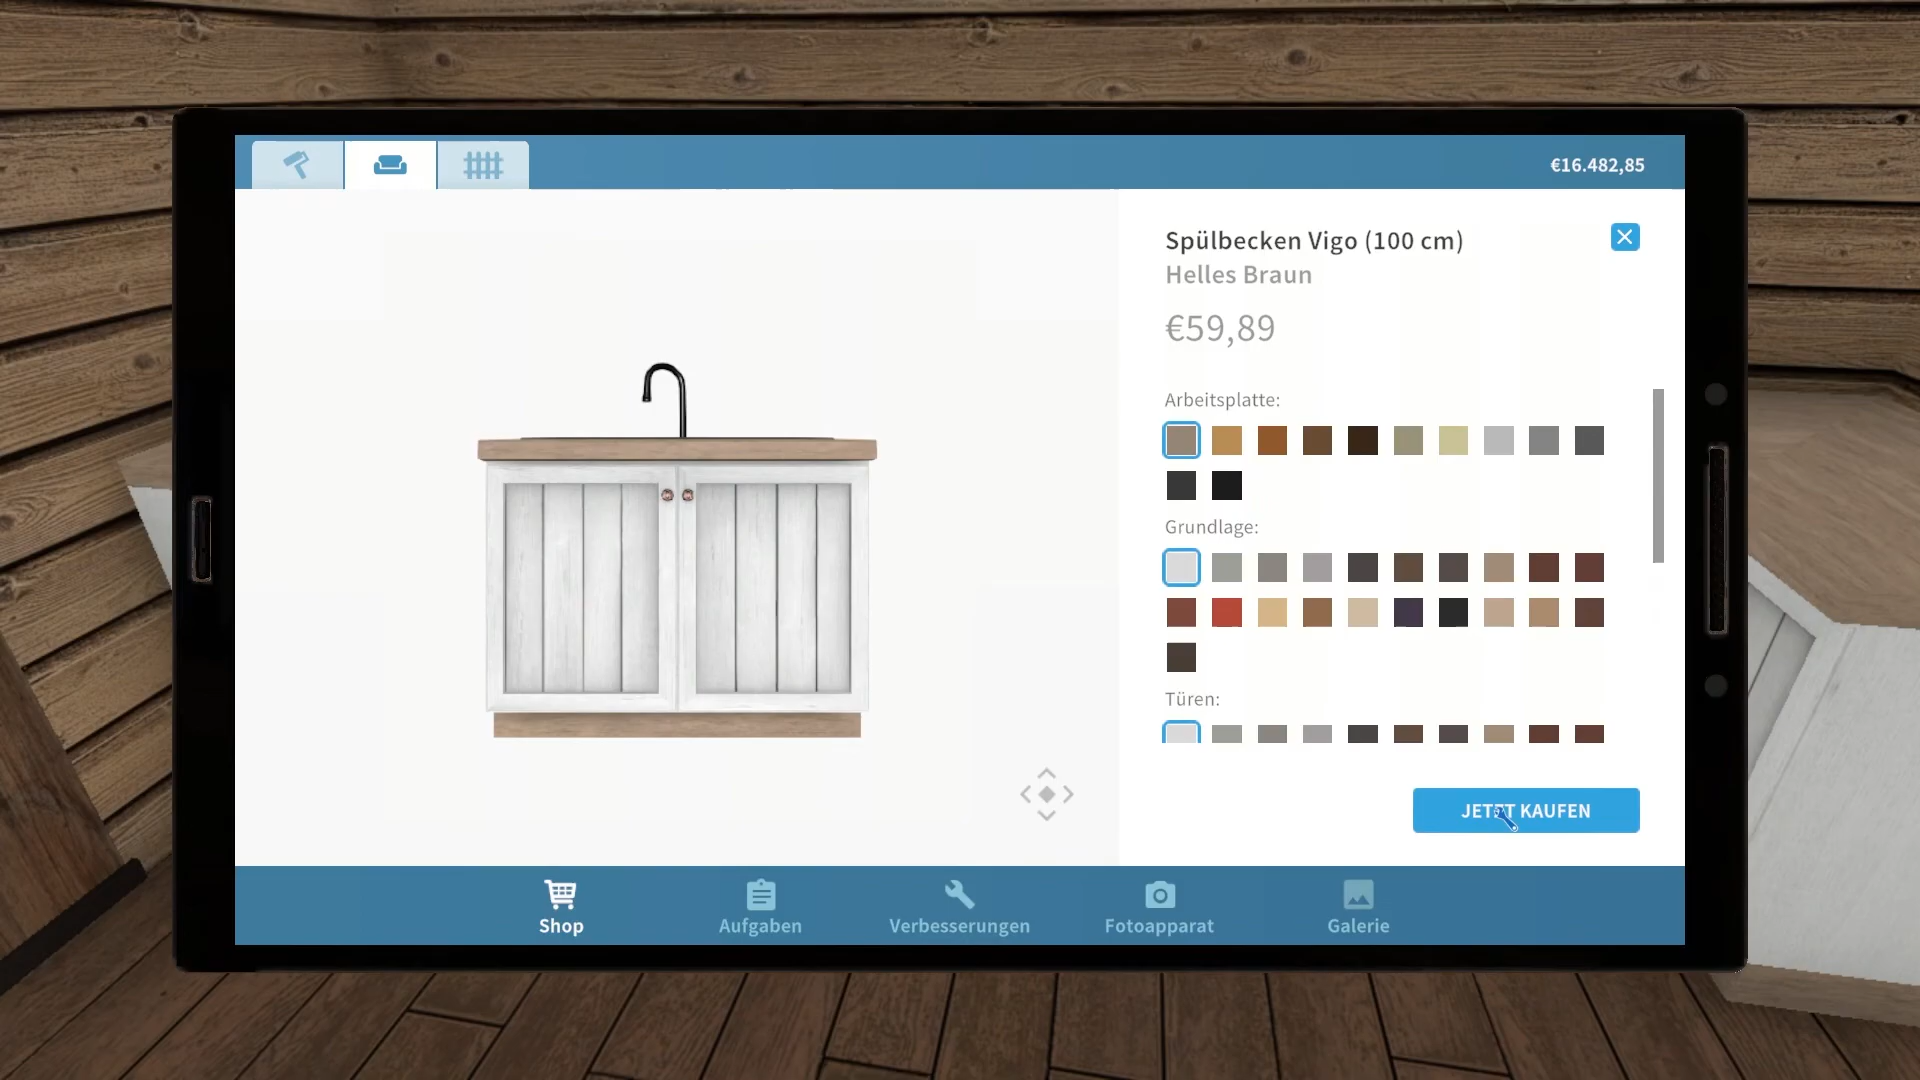 €16.482,85
Spülbecken Vigo (100 cm)
Helles Braun
€59,89
Arbeitsplatte:
Grundlage:
Türen:
JETZT KAUFEN
Shop
Aufgaben
Verbesserungen
Fotoapparat
Galerie